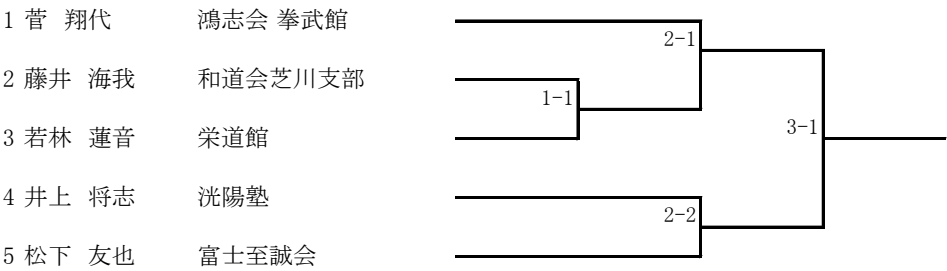 1 菅 翔代 鴻志会 拳武館
2-1
2 藤井 海我 和道会芝川支部
1-1
3 若林 蓮音 栄道館
3-1
4 井上 将志 洸陽塾
2-2
5 松下 友也 富士至誠会